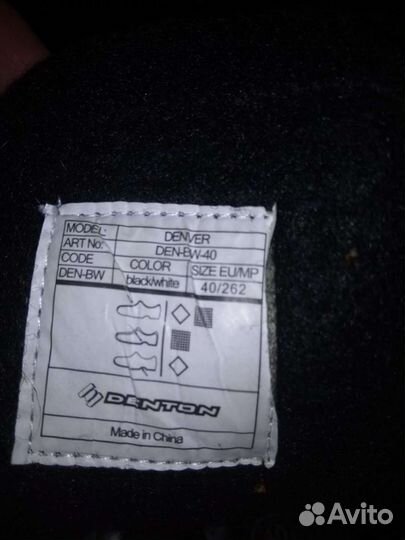 MODEL: DENVER
ART No: DEN-BW-40
CODE COLOR SIZE EU/MP
DEN-BW black/white 40/262
DENTON
Made in China
Avito